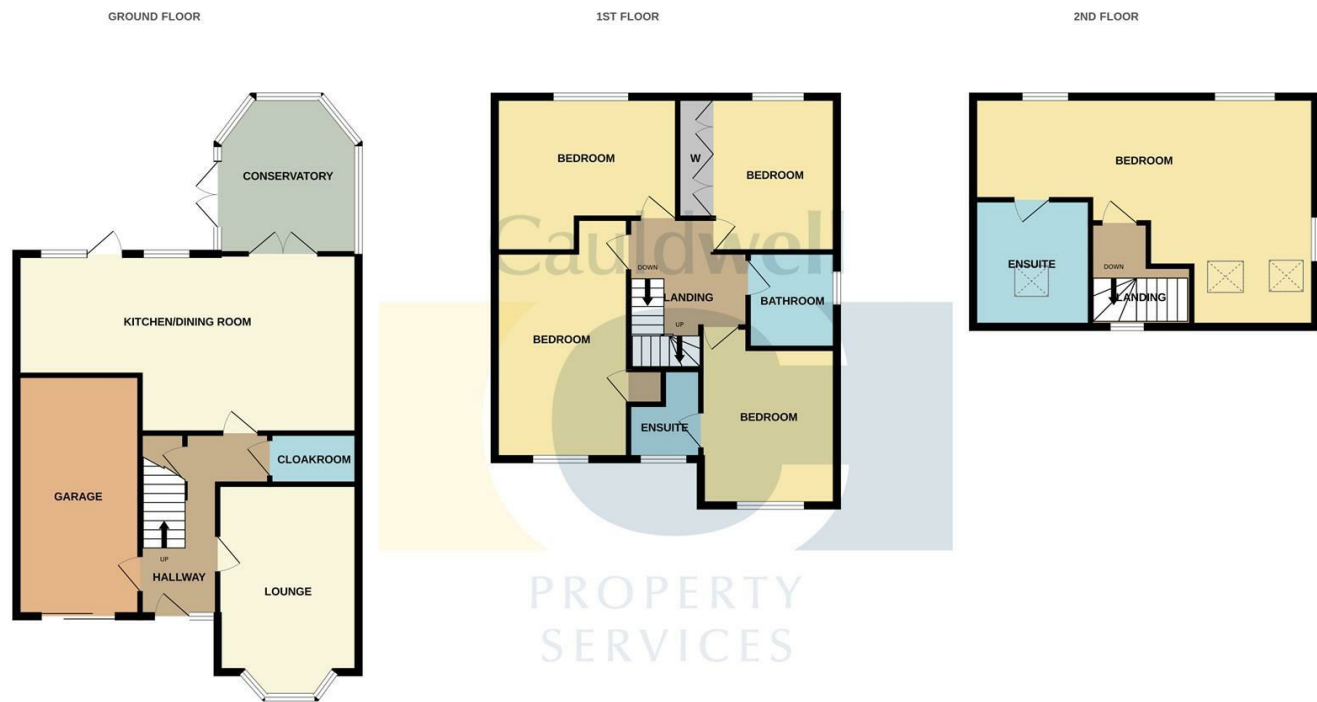 GROUND FLOOR
1ST FLOOR
2ND FLOOR
CONSERVATORY
KITCHEN/DINING ROOM
CLOAKROOM
GARAGE
UP
HALLWAY
LOUNGE
BEDROOM
W
BEDROOM
DOWN
LANDING
BATHROOM
UP
BEDROOM
BEDROOM
ENSUITE
BEDROOM
ENSUITE
DOWN
LANDING
Cauldwell
PROPERTY
SERVICES